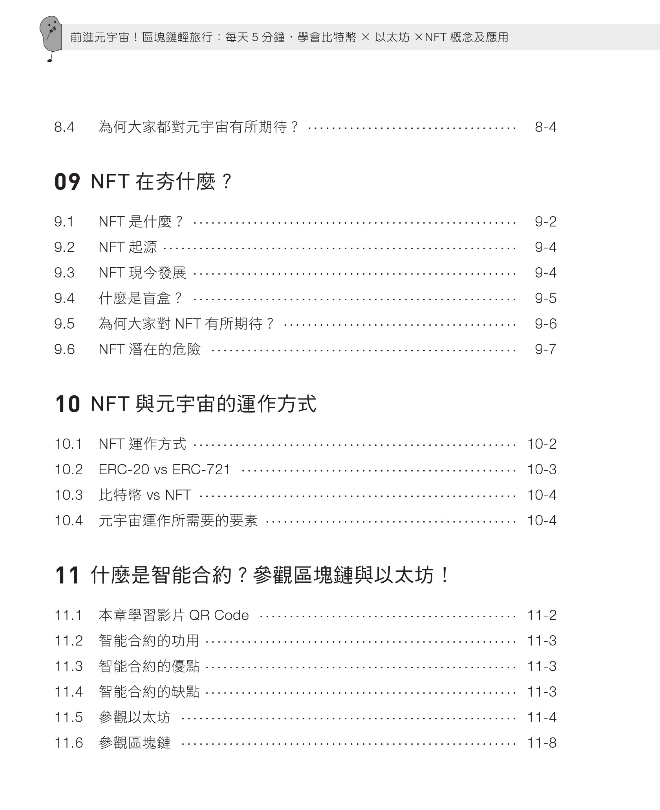 前進元宇宙！區塊鏈輕旅行：每天 5 分鐘，學會比特幣 × 以太坊 ×NFT 概念及應用
8.4 為何大家都對元宇宙有所期待？ 8-4
09 NFT 在夯什麼？
9.1 NFT 是什麼？ 9-2
9.2 NFT 起源 9-4
9.3 NFT 現今發展 9-4
9.4 什麼是盲盒？ 9-5
9.5 為何大家對 NFT 有所期待？ 9-6
9.6 NFT 潛在的危險 9-7
10 NFT 與元宇宙的運作方式
10.1 NFT 運作方式 10-2
10.2 ERC-20 vs ERC-721 10-3
10.3 比特幣 vs NFT 10-4
10.4 元宇宙運作所需要的要素 10-4
11 什麼是智能合約？參觀區塊鏈與以太坊！
11.1 本章學習影片 QR Code 11-2
11.2 智能合約的功用 11-3
11.3 智能合約的優點 11-3
11.4 智能合約的缺點 11-3
11.5 參觀以太坊 11-4
11.6 參觀區塊鏈 11-8